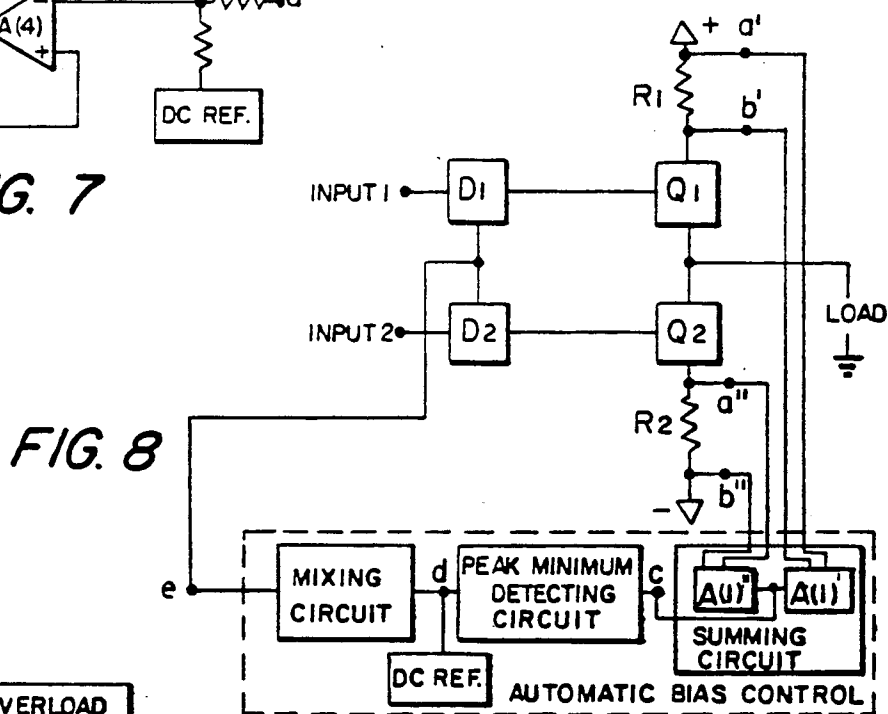 A(4)
-
+
d
DC REF.
G. 7
+
a'
R1
b'
INPUT 1
D1
Q1
LOAD
INPUT 2
D2
Q2
a"
R2
b"
-
FIG. 8
e
MIXING
CIRCUIT
d
PEAK MINIMUM
DETECTING
CIRCUIT
c
A(1)"
A(1)'
SUMMING
CIRCUIT
DC REF.
AUTOMATIC BIAS CONTROL
VERLOAD